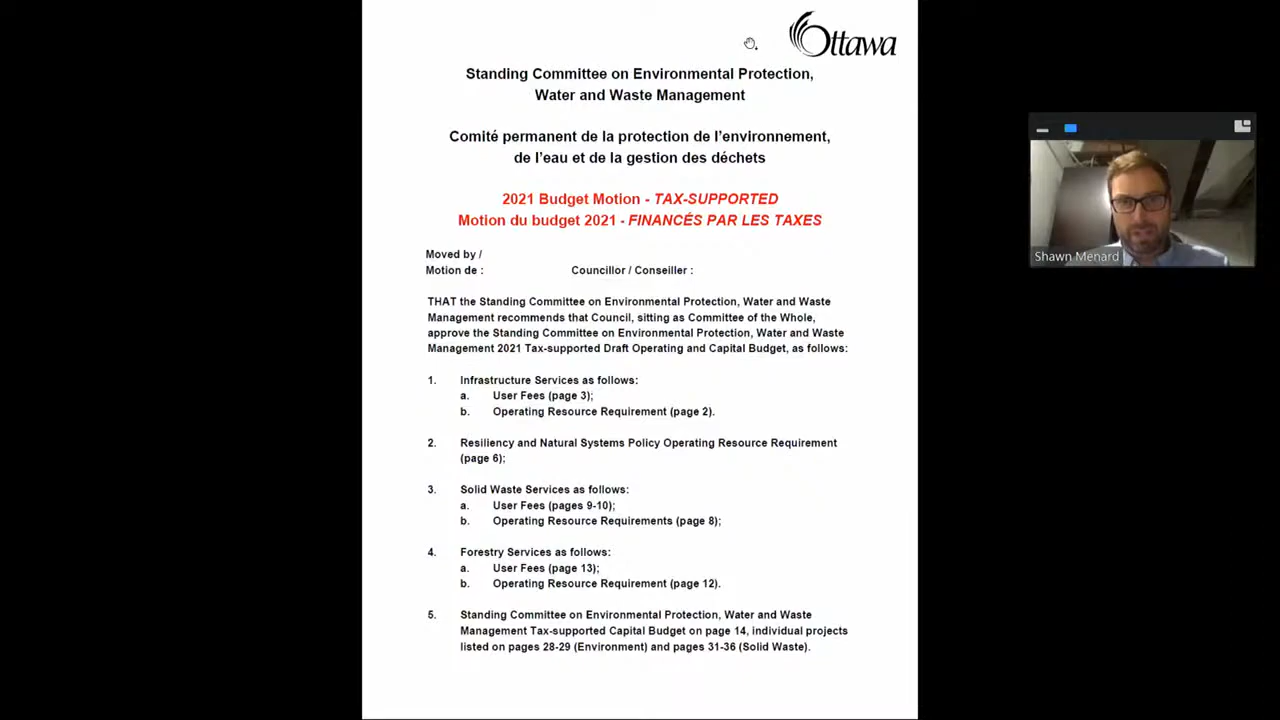 Ottawa
Standing Committee on Environmental Protection,
Water and Waste Management
Comité permanent de la protection de l'environnement,
de l'eau et de la gestion des déchets
2021 Budget Motion - TAX-SUPPORTED
Motion du budget 2021 - FINANCÉS PAR LES TAXES
Moved by /
Motion de : Councillor / Conseiller :
THAT the Standing Committee on Environmental Protection, Water and Waste
Management recommends that Council, sitting as Committee of the Whole,
approve the Standing Committee on Environmental Protection, Water and Waste
Management 2021 Tax-supported Draft Operating and Capital Budget, as follows:
1. Infrastructure Services as follows:
a. User Fees (page 3);
b. Operating Resource Requirement (page 2).
2. Resiliency and Natural Systems Policy Operating Resource Requirement
(page 6);
3. Solid Waste Services as follows:
a. User Fees (pages 9-10);
b. Operating Resource Requirements (page 8);
4. Forestry Services as follows:
a. User Fees (page 13);
b. Operating Resource Requirement (page 12).
5. Standing Committee on Environmental Protection, Water and Waste
Management Tax-supported Capital Budget on page 14, individual projects
listed on pages 28-29 (Environment) and pages 31-36 (Solid Waste).
Shawn Menard